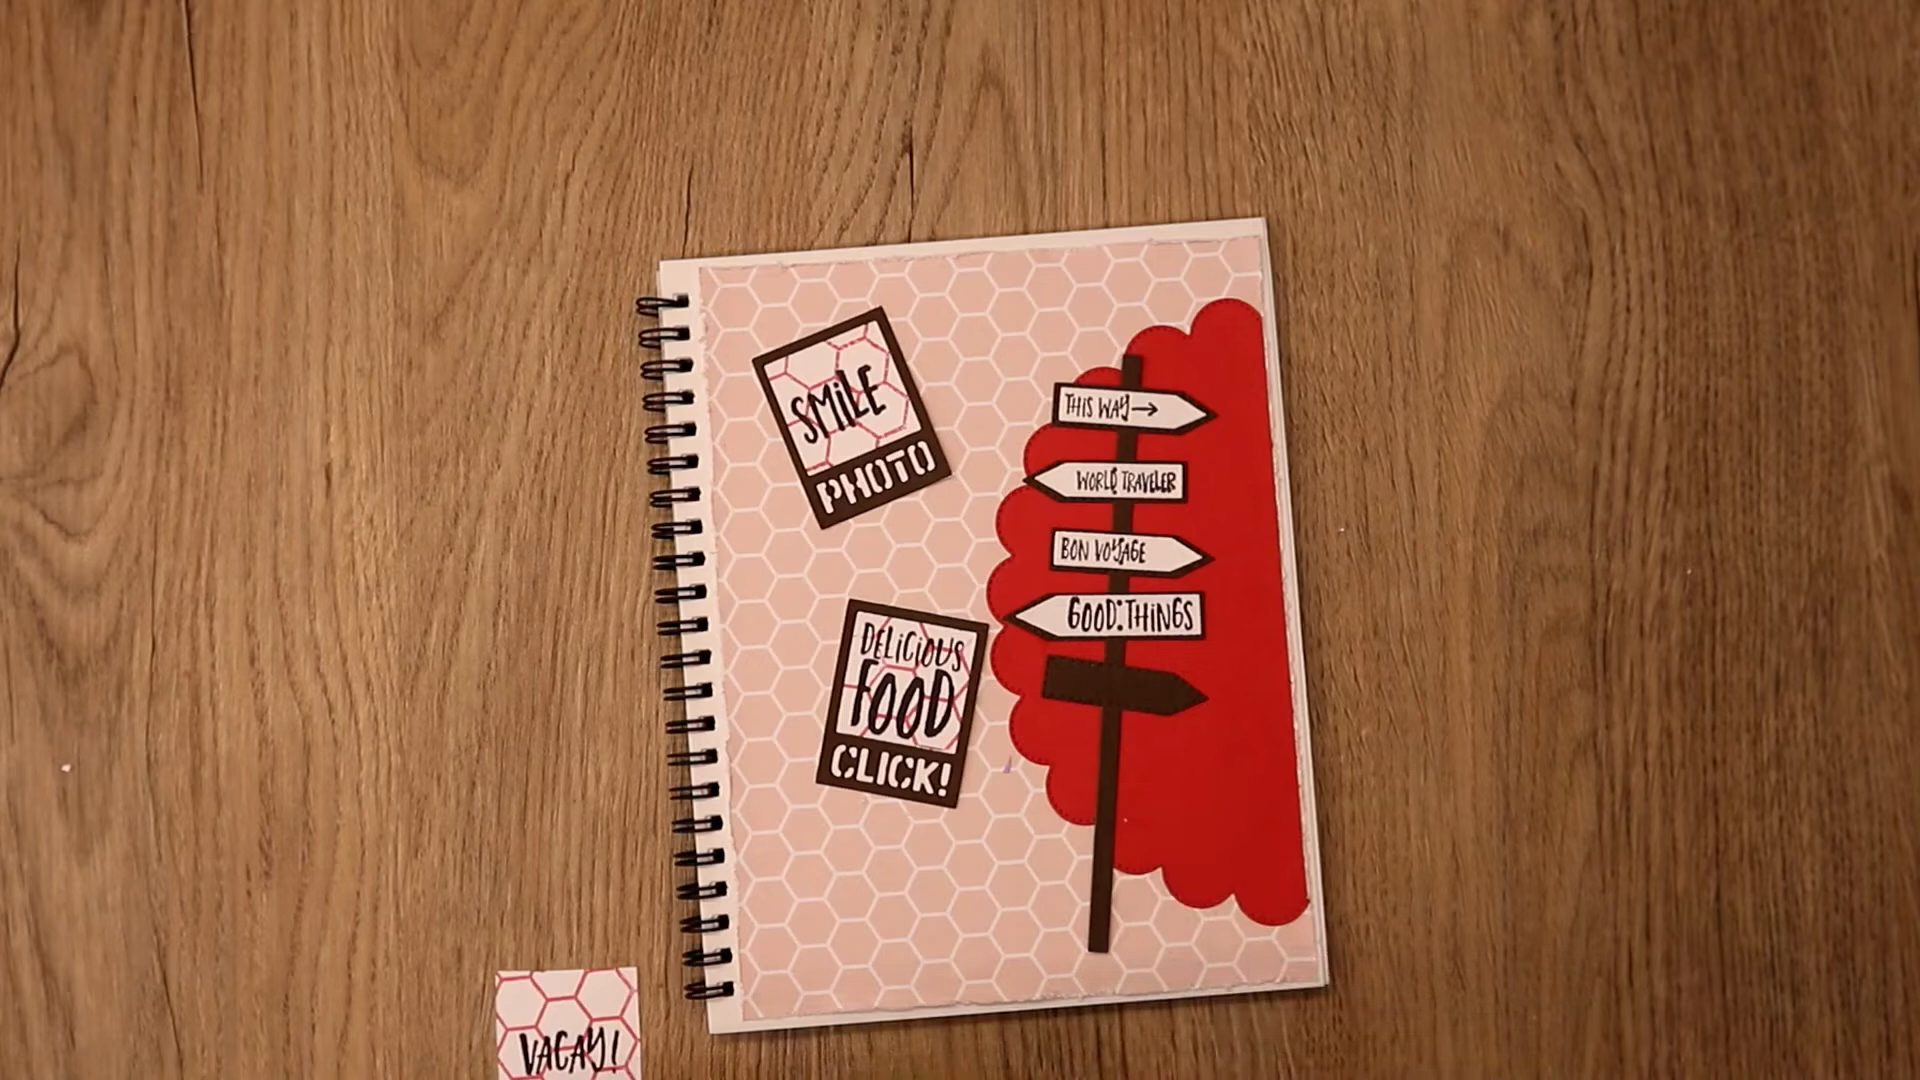 SMiLE
PHOTO
DELiCiOUS
FOOD
CLICK!
THIS WAY→
WORLD TRAVELER
BON VOYAGE
GOOD:THiNGS
VACAY!